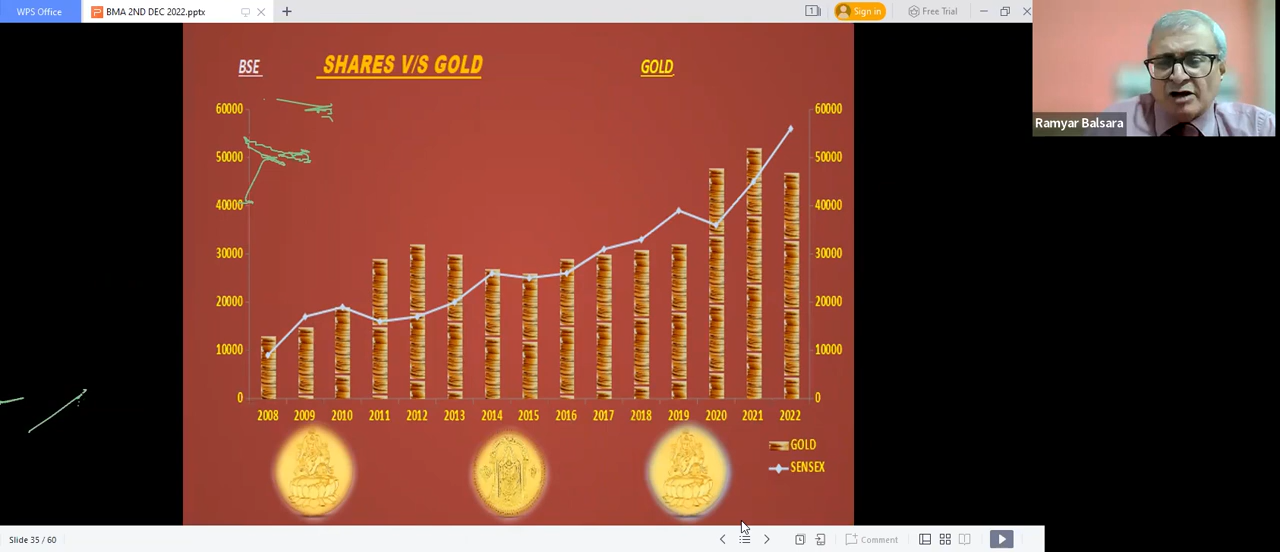 WPS Office
BMA 2ND DEC 2022.pptx
1
Sign in
Free Trial
BSE
SHARES V/S GOLD
GOLD
Ramyar Balsara
60000
60000
50000
50000
40000
40000
30000
30000
20000
20000
10000
10000
0
0
2008 2009 2010 2011 2012 2013 2014 2015 2016 2017 2018 2019 2020 2021 2022
GOLD
SENSEX
Slide 35 / 60
Comment